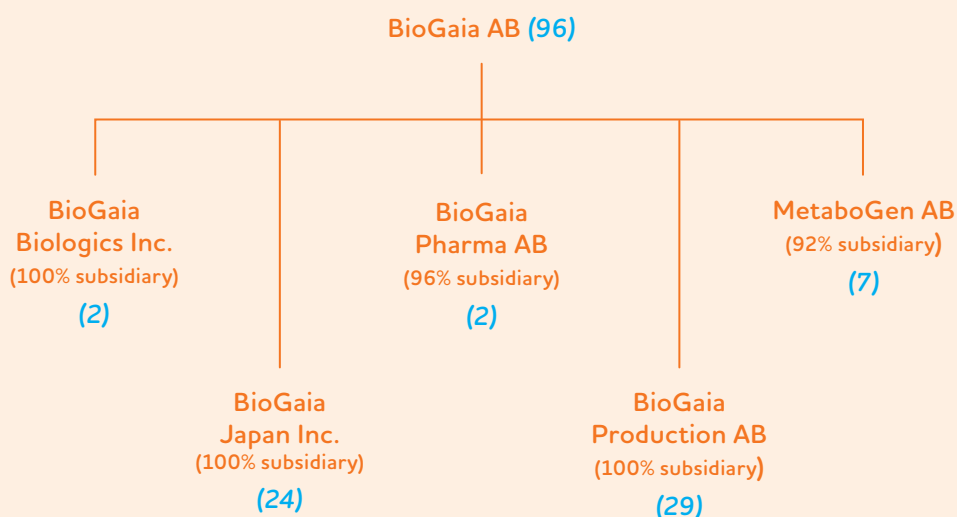 BioGaia AB (96)
BioGaia
Biologics Inc.
(100% subsidiary)
(2)
BioGaia
Pharma AB
(96% subsidiary)
(2)
MetaboGen AB
(92% subsidiary)
(7)
BioGaia
Japan Inc.
(100% subsidiary)
(24)
BioGaia
Production AB
(100% subsidiary)
(29)